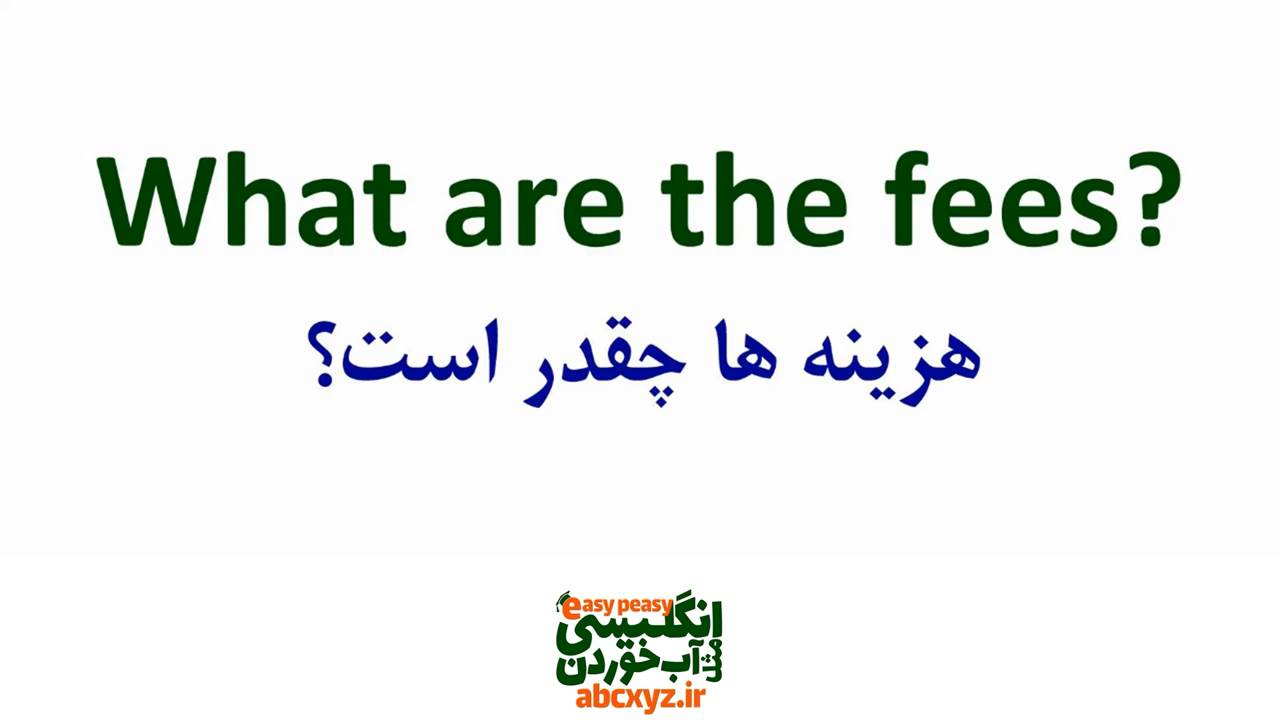 What are the fees?
هزینه ها چقدر است؟
easy peasy
انگلیسی
مثل آب خوردن
abcxyz.ir